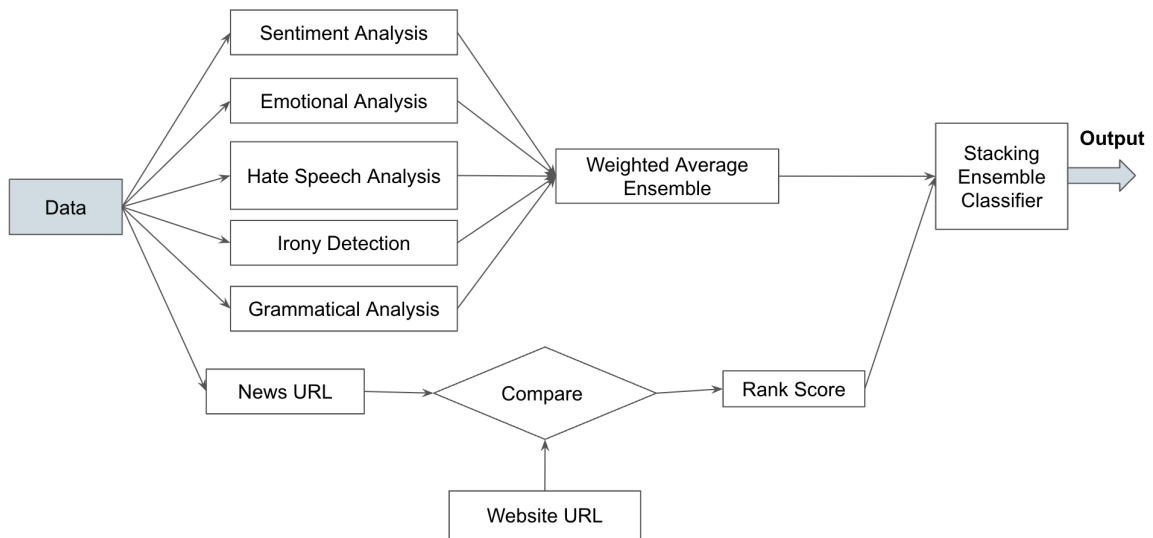 Sentiment Analysis
Emotional Analysis
Hate Speech Analysis
Irony Detection
Grammatical Analysis
Data
Weighted Average
Ensemble
Stacking
Ensemble
Classifier
Output
News URL
Compare
Rank Score
Website URL